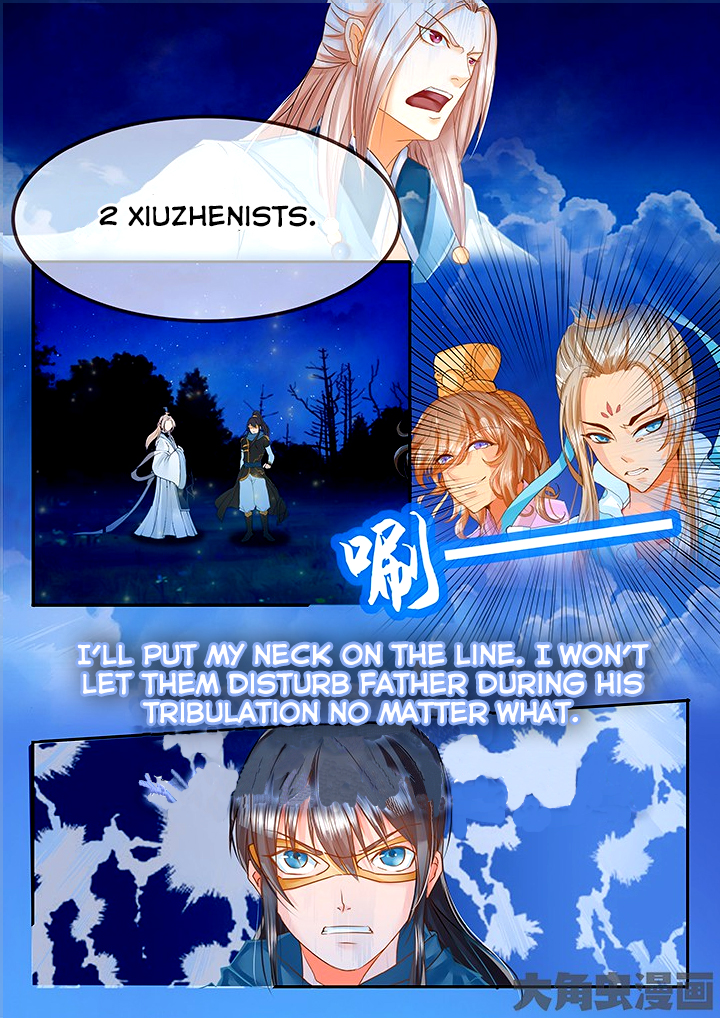 2 XIUZHENISTS.
唰
I'LL PUT MY NECK ON THE LINE. I WON'T
LET THEM DISTURB FATHER DURING HIS
TRIBULATION NO MATTER WHAT.
大角虫漫画